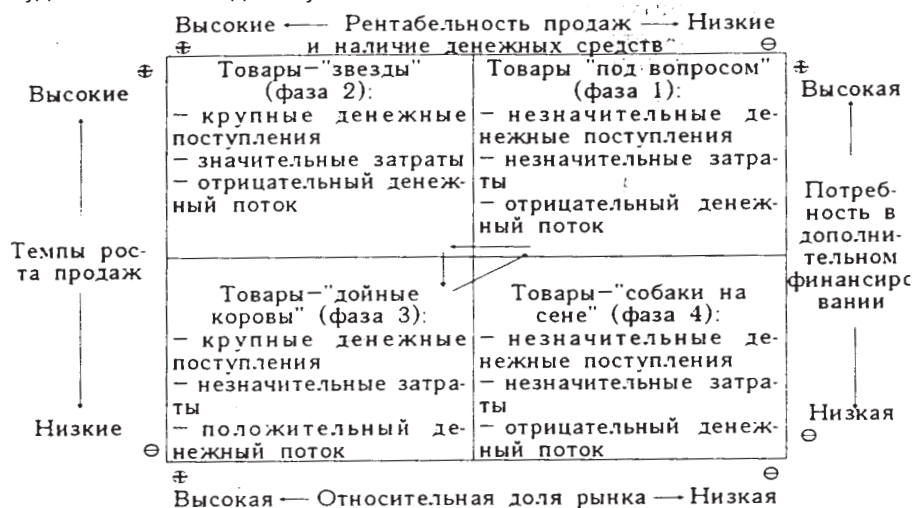 Высокие ← Рентабельность продаж → Низкие
и наличие денежных средств
Высокие
Товары—"звезды"
(фаза 2):
— крупные денежные
поступления
— значительные затраты
— отрицательный денеж-
ный поток
Товары "под вопросом"
(фаза 1):
— незначительные де-
нежные поступления
— незначительные затра-
ты
— отрицательный денеж-
ный поток
Высокая
Темпы рос-
та продаж
Потреб-
ность в
дополни-
тельном
финансиро
вании
Товары—"дойные
коровы" (фаза 3):
— крупные денежные
поступления
— незначительные затра-
ты
— положительный де-
нежный поток
Товары—"собаки на
сене" (фаза 4):
— незначительные де-
нежные поступления
— незначительные затра-
ты
— отрицательный денеж-
ный поток
Низкие
Низкая
Высокая ← Относительная доля рынка → Низкая